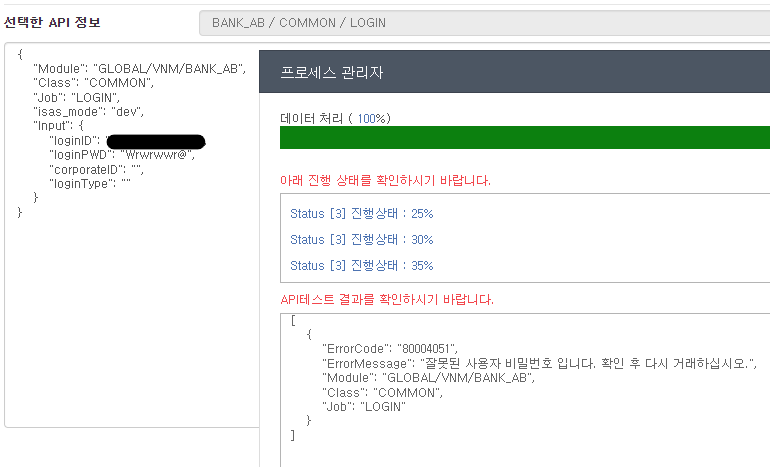 선택한 API 정보
BANK_AB / COMMON / LOGIN
{
"Module": "GLOBAL/VNM/BANK_AB",
"Class": "COMMON",
"Job": "LOGIN",
"isas_mode": "dev",
"Input": {
"loginID": "
"loginPWD": "Wrwrwwr@",
"corporateID": "",
"loginType": ""
}
}
프로세스 관리자
데이터 처리 ( 100%)
아래 진행 상태를 확인하시기 바랍니다.
Status [3] 진행상태 : 25%
Status [3] 진행상태 : 30%
Status [3] 진행상태 : 35%
API테스트 결과를 확인하시기 바랍니다.
[
{
"ErrorCode": "80004051",
"ErrorMessage": "잘못된 사용자 비밀번호 입니다. 확인 후 다시 거래하십시오.",
"Module": "GLOBAL/VNM/BANK_AB",
"Class": "COMMON",
"Job": "LOGIN"
}
]